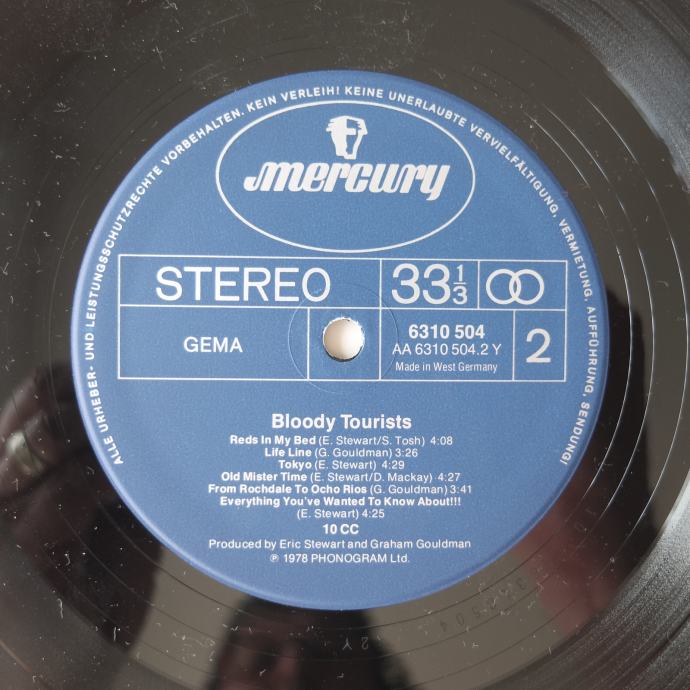 ALLE URHEBER- UND LEISTUNGSSCHUTZRECHTE VORBEHALTEN. KEIN VERLEIH! KEINE UNERLAUBTE VERVIELFÄLTIGUNG, VERMIETUNG, AUFFÜHRUNG, SENDUNG!
mercury
STEREO 33 1/3
GEMA
6310 504
AA 6310 504.2 Y
Made in West Germany
2
Bloody Tourists
Reds In My Bed (E. Stewart/S. Tosh) 4:08
Life Line (G. Gouldman) 3:26
Tokyo (E. Stewart) 4:29
Old Mister Time (E. Stewart/D. Mackay) 4:27
From Rochdale To Ocho Rios (G. Gouldman) 3:41
Everything You've Wanted To Know About!!!
(E. Stewart) 4:25
10 CC
Produced by Eric Stewart and Graham Gouldman
℗ 1978 PHONOGRAM Ltd.